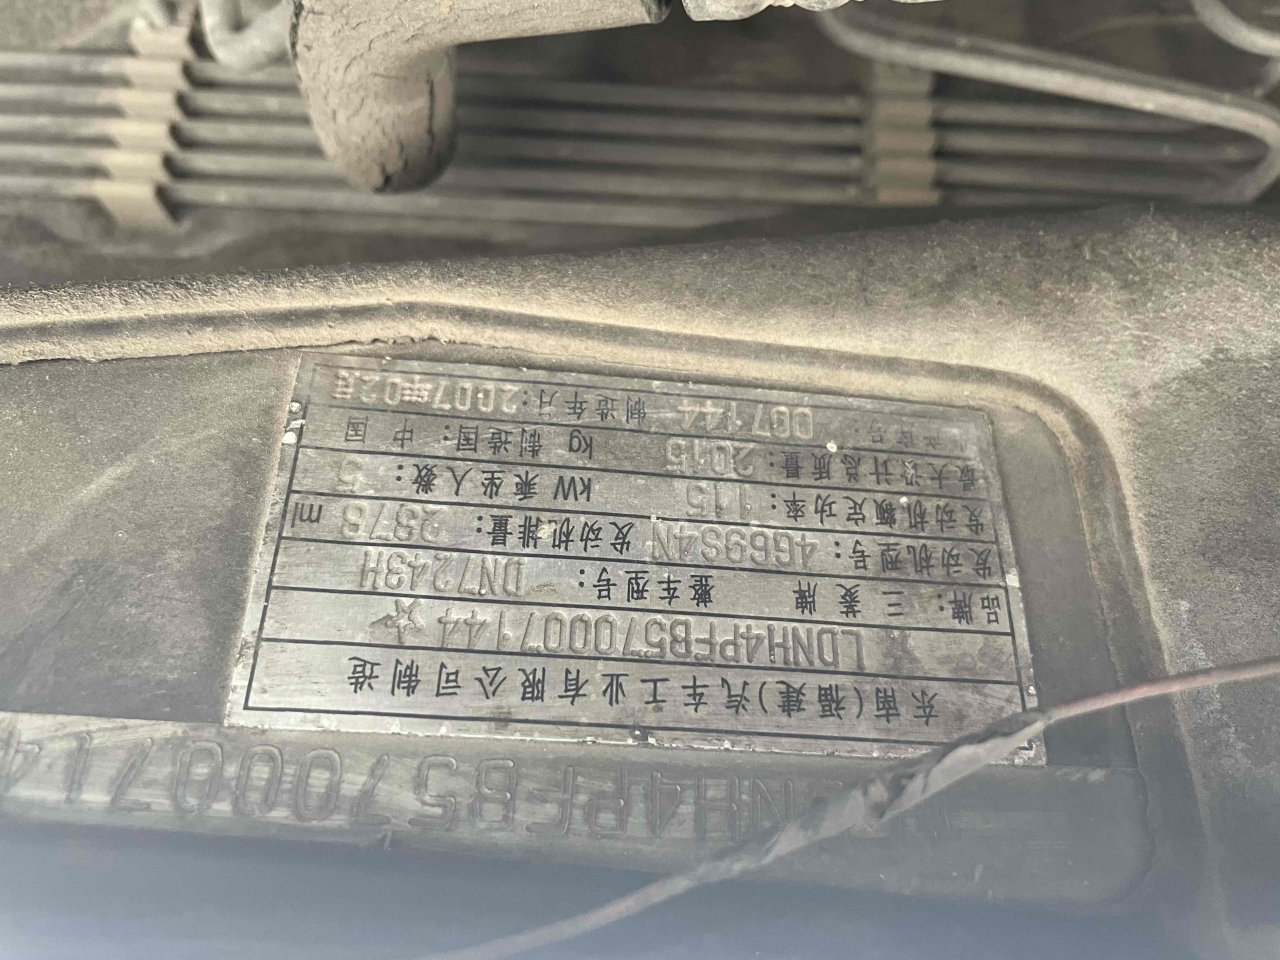 NH4PFB57000714
东南(福建)汽车工业有限公司制造
☆LDNH4PFB570007144☆
品牌: 三菱牌 整车型号: DN7243H
发动机型号: 4G69S4N 发动机排量: 2378 ml
发动机额定功率: 115 kW 乘坐人数: 5
最大设计总质量: 2015 kg 制造国: 中国
号: 007144 制造年月: 2007年02月